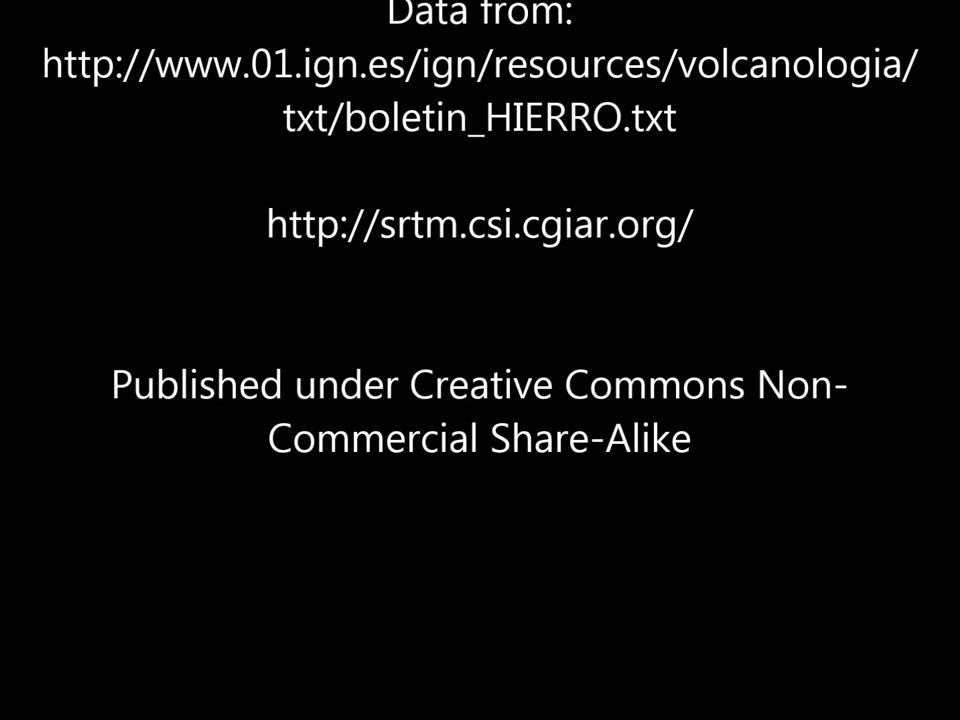 Data from:
http://www.01.ign.es/ign/resources/volcanologia/
txt/boletin_HIERRO.txt
http://srtm.csi.cgiar.org/
Published under Creative Commons Non-
Commercial Share-Alike